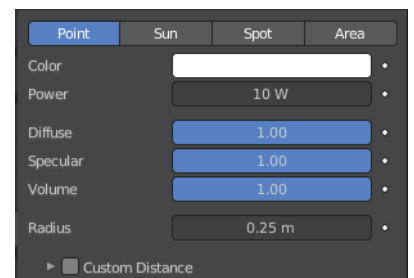 Point Sun Spot Area
Color
Power 10 W
Diffuse 1.00
Specular 1.00
Volume 1.00
Radius 0.25 m
Custom Distance